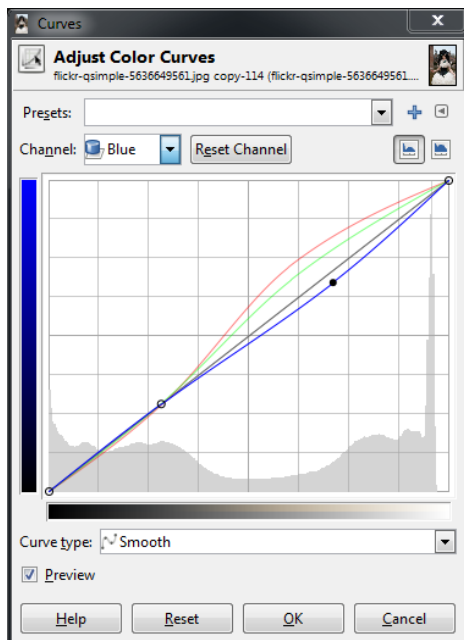 Curves
x
Adjust Color Curves
flickr-qsimple-5636649561.jpg copy-114 (flickr-qsimple-5636649561....
Presets:
Channel: Blue Reset Channel
Curve type: Smooth
Preview
Help Reset OK Cancel